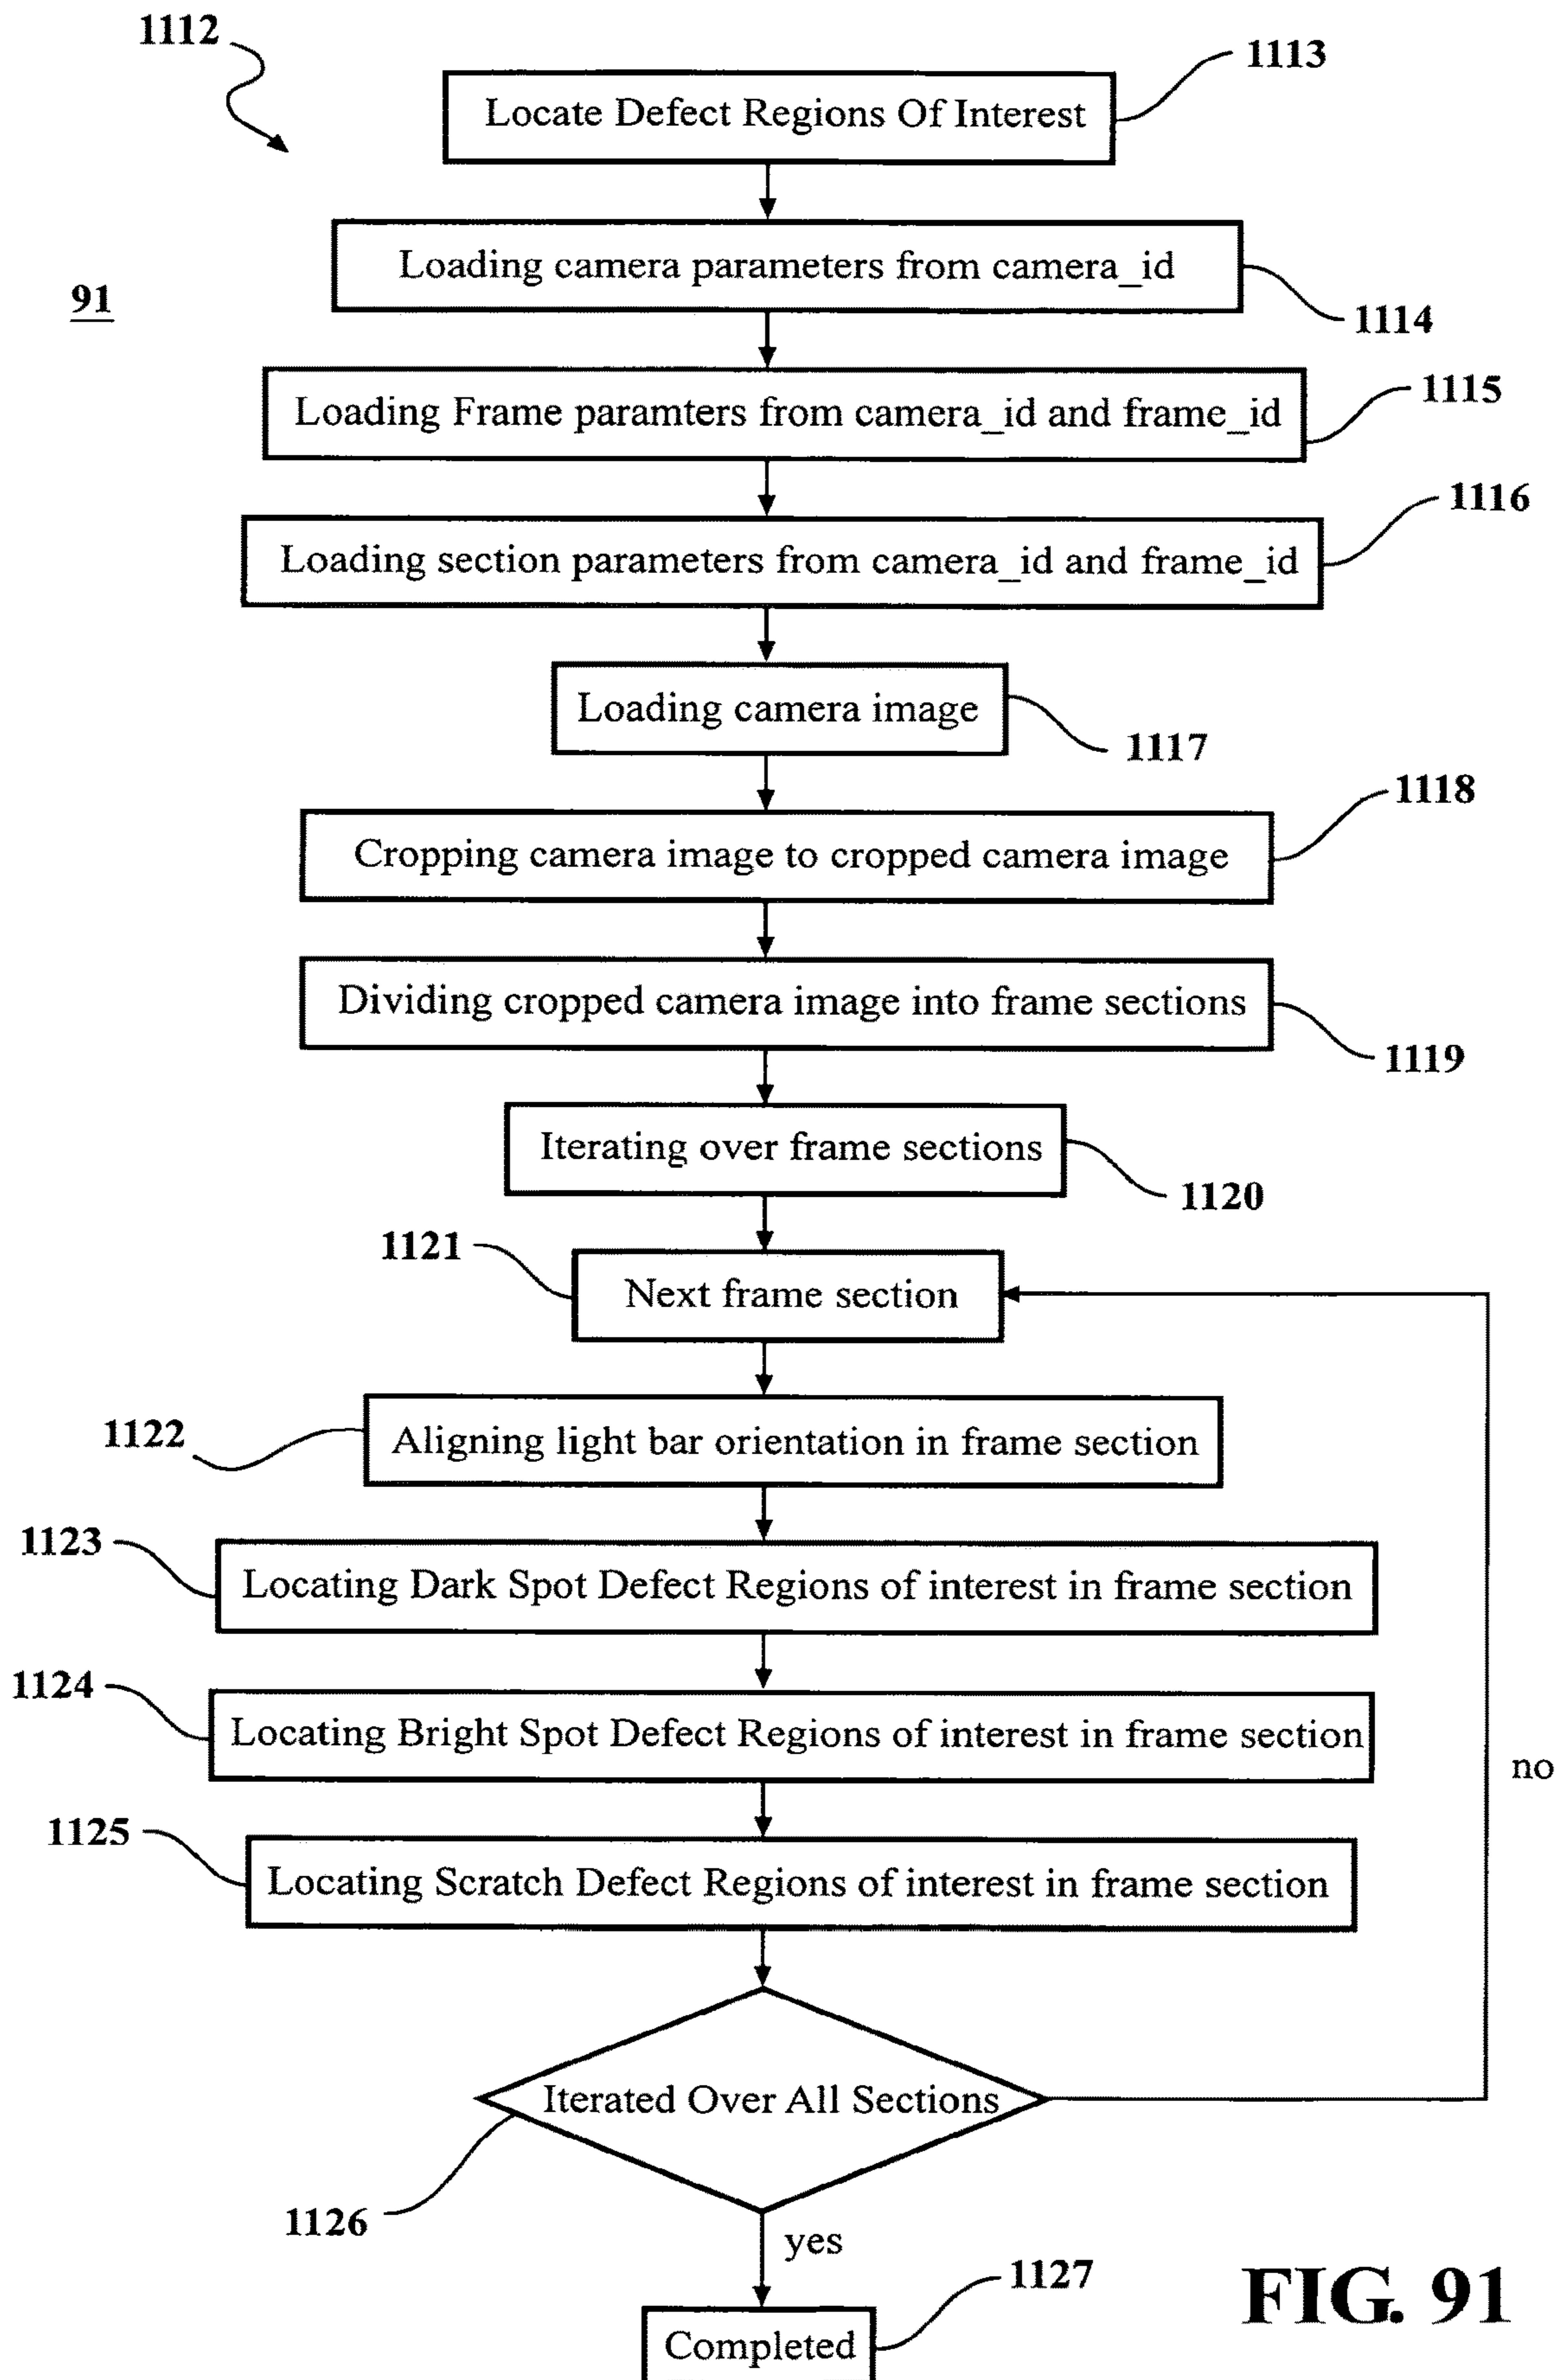 1112
1113
Locate Defect Regions Of Interest
Loading camera parameters from camera_id
91
1114
Loading Frame paramters from camera_id and frame_id
1115
1116
Loading section parameters from camera_id and frame_id
Loading camera image
1117
1118
Cropping camera image to cropped camera image
Dividing cropped camera image into frame sections
1119
Iterating over frame sections
1120
1121
Next frame section
1122
Aligning light bar orientation in frame section
1123
Locating Dark Spot Defect Regions of interest in frame section
1124
Locating Bright Spot Defect Regions of interest in frame section
no
1125
Locating Scratch Defect Regions of interest in frame section
Iterated Over All Sections
1126
yes
1127
Completed
FIG. 91